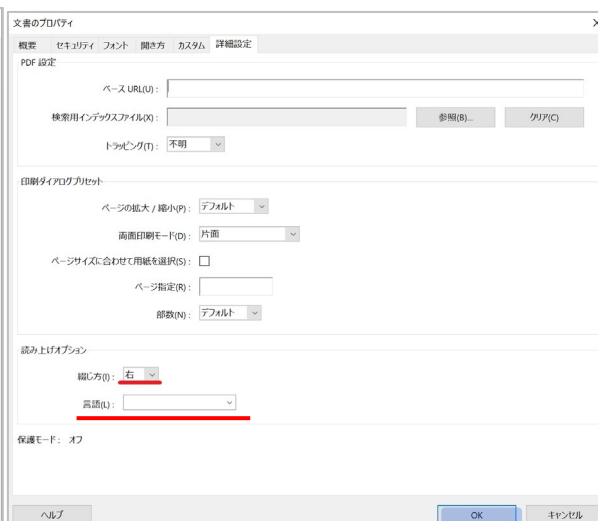 文書のプロパティ
概要 セキュリティ フォント 開き方 カスタム 詳細設定
PDF 設定
ベース URL(U) :
検索用インデックスファイル(X) : 参照(B)... クリア(C)
トラッピング(T) : 不明
印刷ダイアログプリセット
ページの拡大 / 縮小(P) : デフォルト
両面印刷モード(D) : 片面
ページサイズに合わせて用紙を選択(S) :
ページ指定(R) :
部数(N) : デフォルト
読み上げオプション
綴じ方(I) : 右
言語(L) :
保護モード : オフ
ヘルプ OK キャンセル